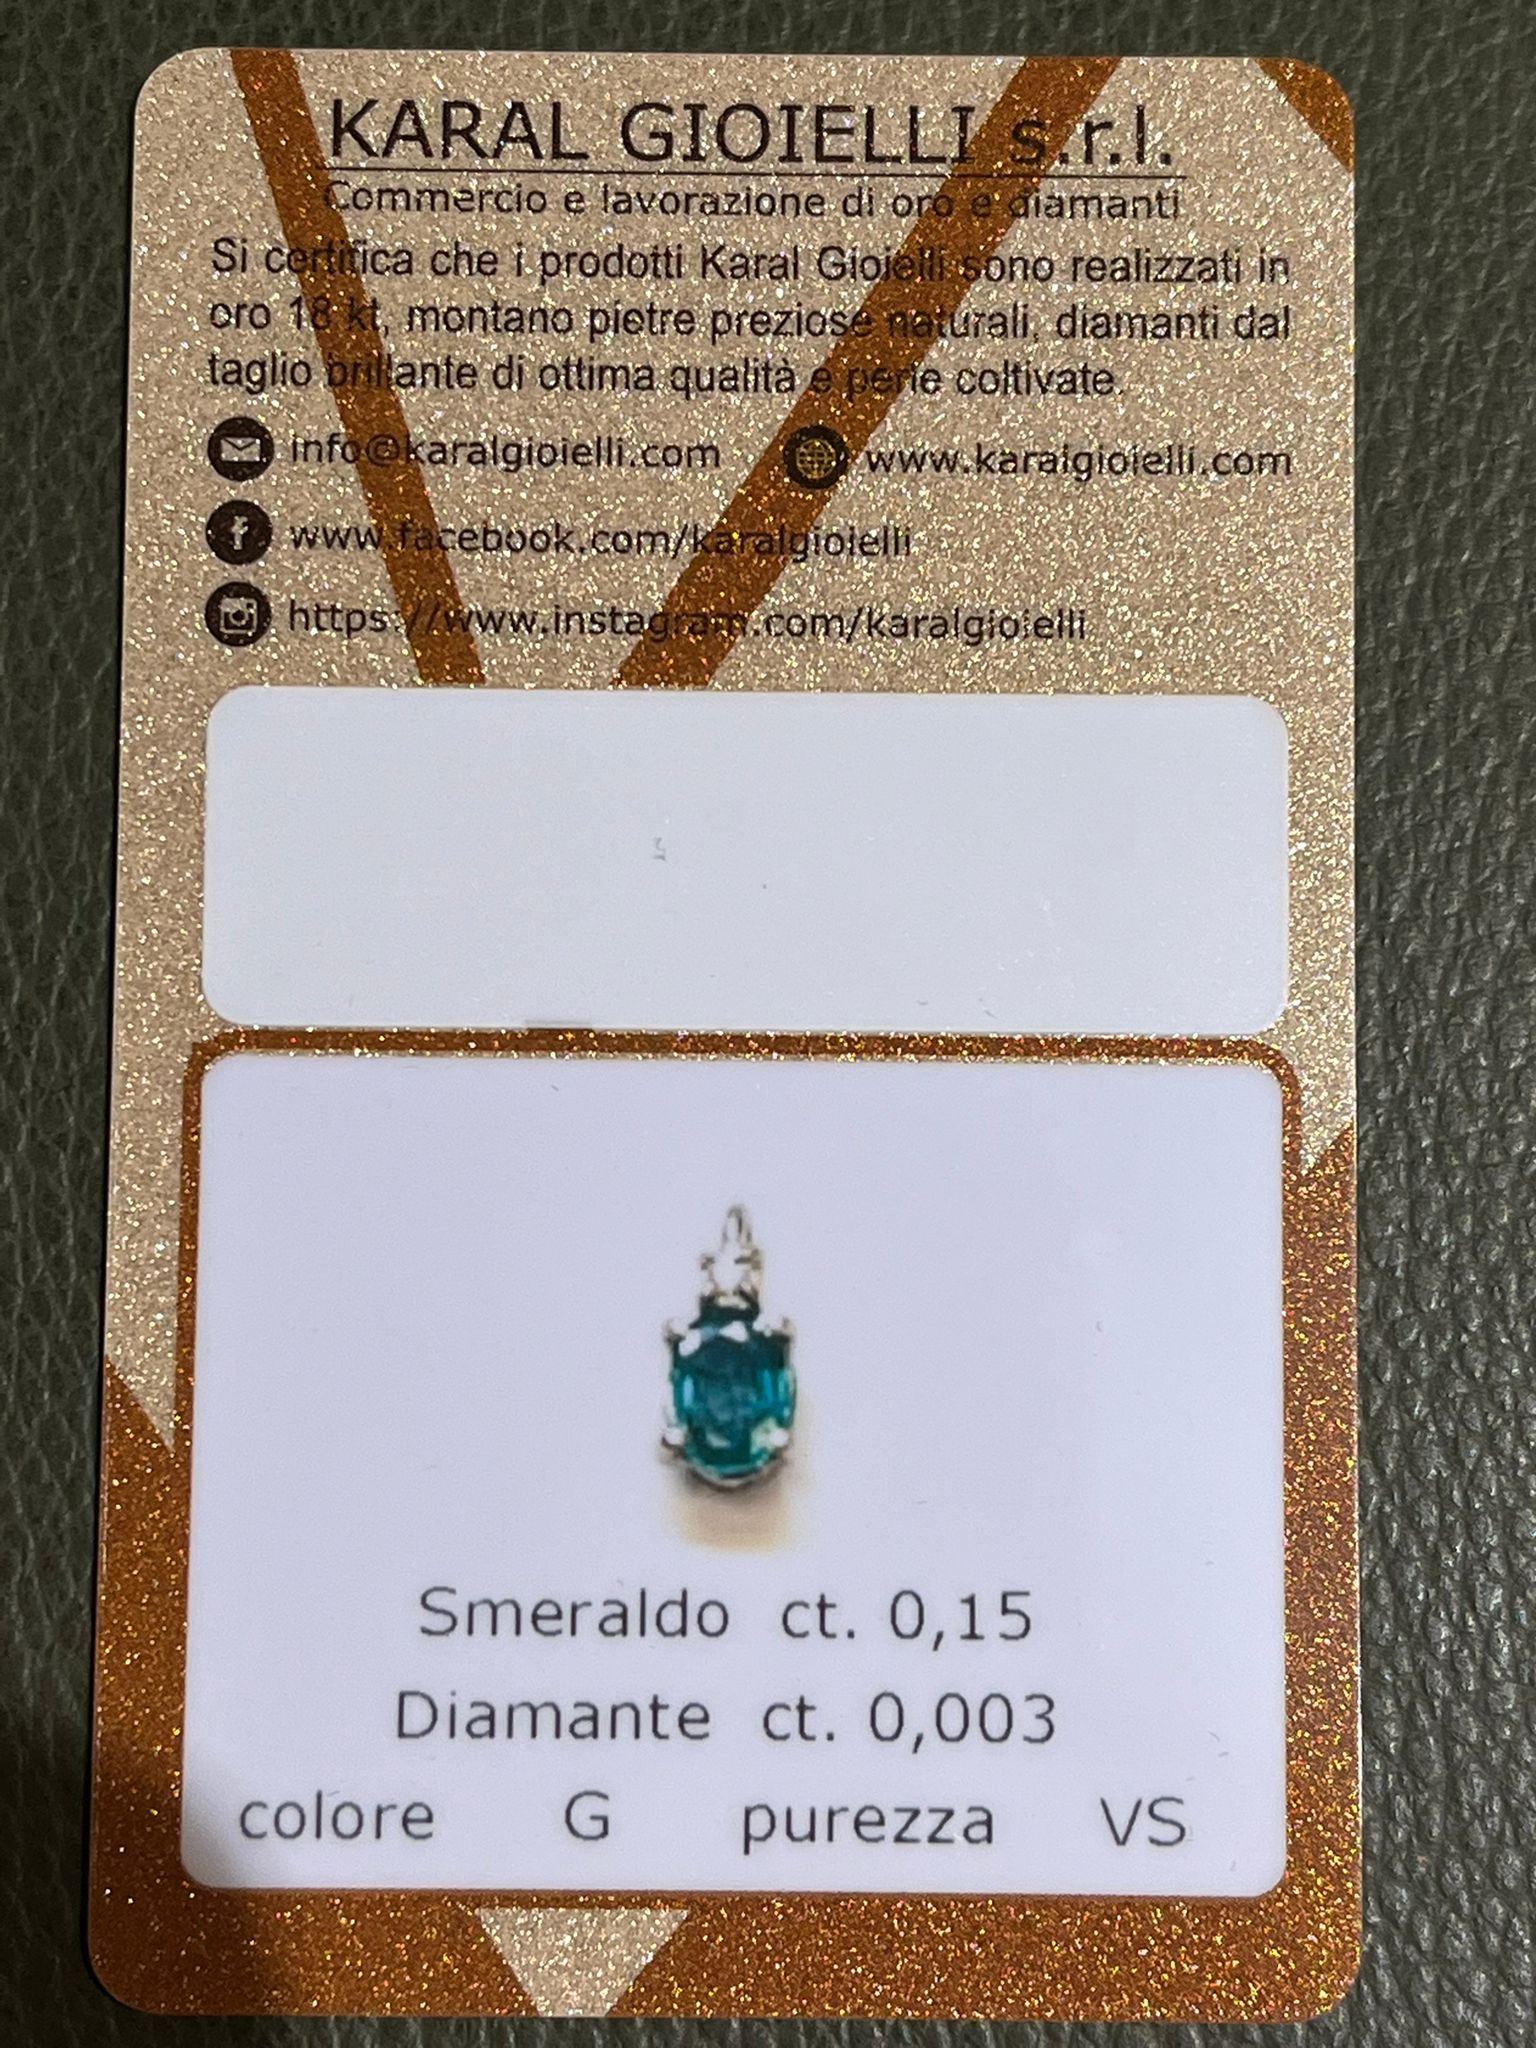 KARAL GIOIELLI s.r.l.
Commercio e lavorazione di oro e diamanti
Si certifica che i prodotti Karal Gioielli sono realizzati in
oro 18 kt, montano pietre preziose naturali, diamanti dal
taglio brillante di ottima qualità e perle coltivate.
info@karalgioielli.com www.karalgioielli.com
www.facebook.com/karalgioielli
https://www.instagram.com/karalgioielli
Smeraldo ct. 0,15
Diamante ct. 0,003
colore G purezza VS